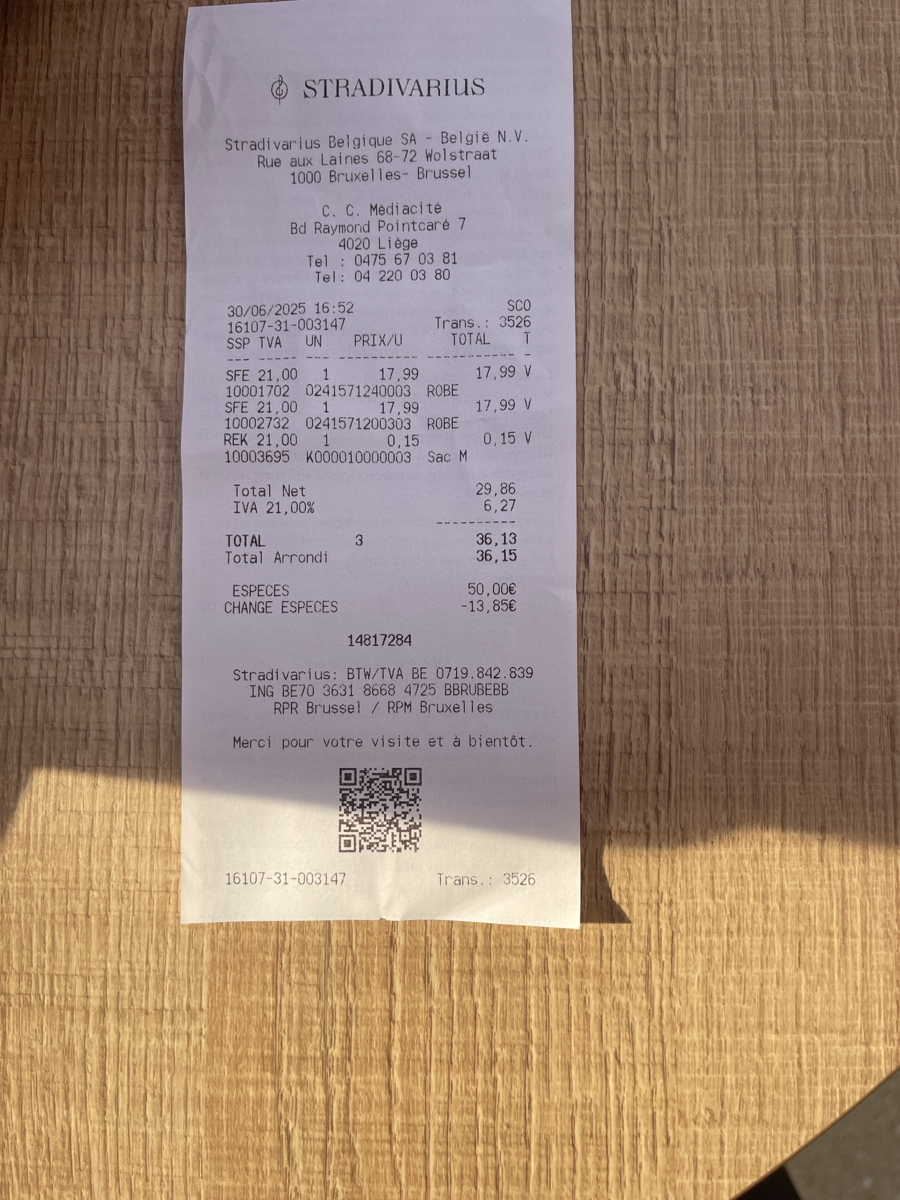 STRADIVARIUS
Stradivarius Belgique SA - België N.V.
Rue aux Laines 68-72 Wolstraat
1000 Bruxelles- Brussel
C. C. Médiacité
Bd Raymond Pointcaré 7
4020 Liège
Tel : 0475 67 03 81
Tel: 04 220 03 80
30/06/2025 16:52 SCO
16107-31-003147 Trans.: 3526
SSP TVA UN PRIX/U TOTAL T
--- ----- --- --------- ----------- -
SFE 21,00 1 17,99 17,99 V
10001702 0241571240003 ROBE
SFE 21,00 1 17,99 17,99 V
10002732 0241571200303 ROBE
REK 21,00 1 0,15 0,15 V
10003695 K000010000003 Sac M
Total Net 29,86
IVA 21,00% 6,27
----------
TOTAL 3 36,13
Total Arrondi 36,15
ESPECES 50,00€
CHANGE ESPECES -13,85€
14817284
Stradivarius: BTW/TVA BE 0719.842.839
ING BE70 3631 8668 4725 BBRUBEBB
RPR Brussel / RPM Bruxelles
Merci pour votre visite et à bientôt.
16107-31-003147 Trans.: 3526